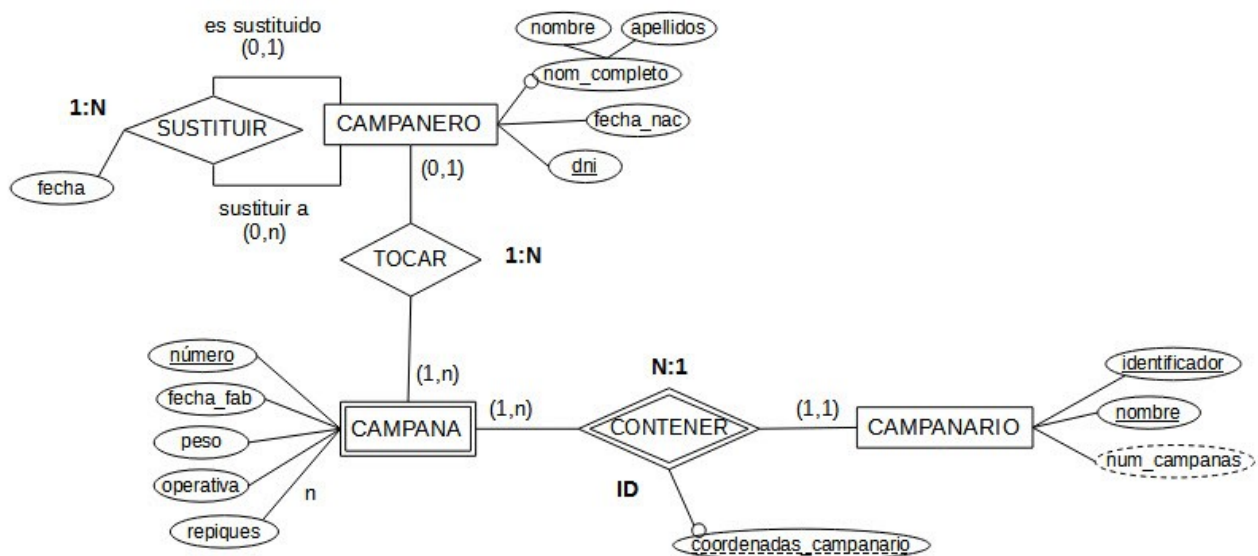 es sustituido
(0,1)
nombre
apellidos
nom_completo
1:N
SUSTITUIR
CAMPANERO
fecha_nac
(0,1)
dni
fecha
sustituir a
(0,n)
TOCAR
1:N
número
(1,n)
N:1
identificador
fecha_fab
(1,n)
(1,1)
nombre
CAMPANA
CONTENER
CAMPANARIO
peso
num_campanas
operativa
n
ID
repiques
coordenadas_campanario